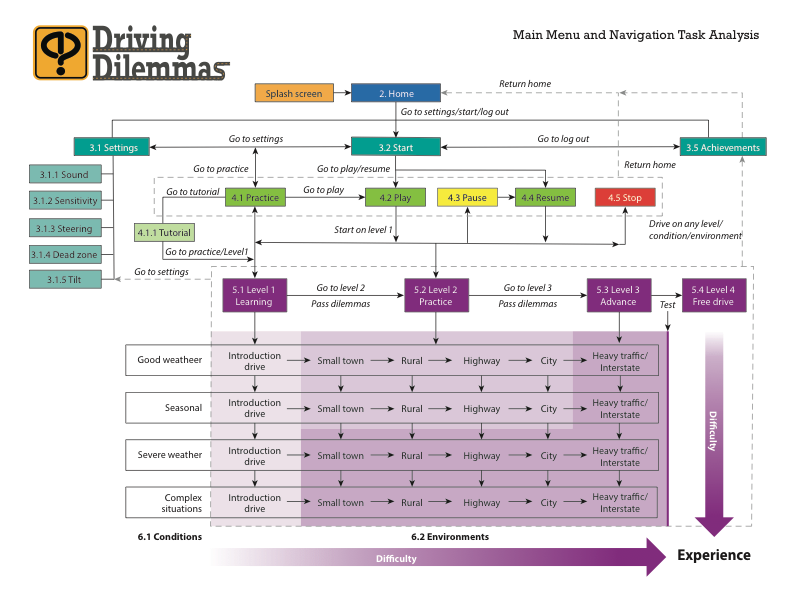 Driving
Dilemmas
Main Menu and Navigation Task Analysis
Splash screen
2. Home
Return home
Go to settings/start/log out
3.1 Settings
Go to settings
3.2 Start
Go to log out
3.5 Achievements
Go to practice
Go to play/resume
Return home
3.1.1 Sound
3.1.2 Sensitivity
3.1.3 Steering
3.1.4 Dead zone
3.1.5 Tilt
Go to tutorial
4.1 Practice
Go to play
4.2 Play
4.3 Pause
4.4 Resume
4.5 Stop
4.1.1 Tutorial
Start on level 1
Drive on any level/
condition/environment
Go to practice/Level1
Go to settings
5.1 Level 1
Learning
Go to level 2
Pass dilemmas
5.2 Level 2
Practice
Go to level 3
Pass dilemmas
5.3 Level 3
Advance
Test
5.4 Level 4
Free drive
Good weatheer
Introduction
drive
Small town
Rural
Highway
City
Heavy traffic/
Interstate
Seasonal
Introduction
drive
Small town
Rural
Highway
City
Heavy traffic/
Interstate
Severe weather
Introduction
drive
Small town
Rural
Highway
City
Heavy traffic/
Interstate
Complex
situations
Introduction
drive
Small town
Rural
Highway
City
Heavy traffic/
Interstate
Difficulty
6.1 Conditions
6.2 Environments
Difficulty
Experience